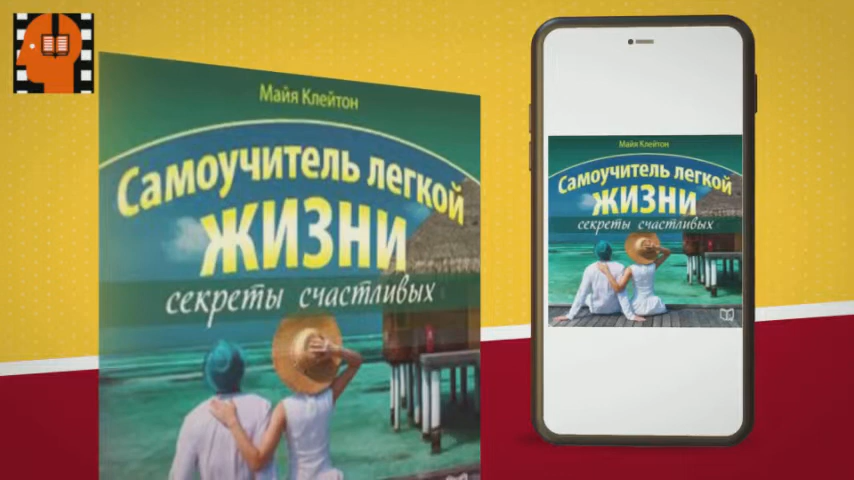 Майя Клейтон
Самоучитель легкой
жизни
секреты счастливых
Майя Клейтон
Самоучитель легкой
жизни
секреты счастливых